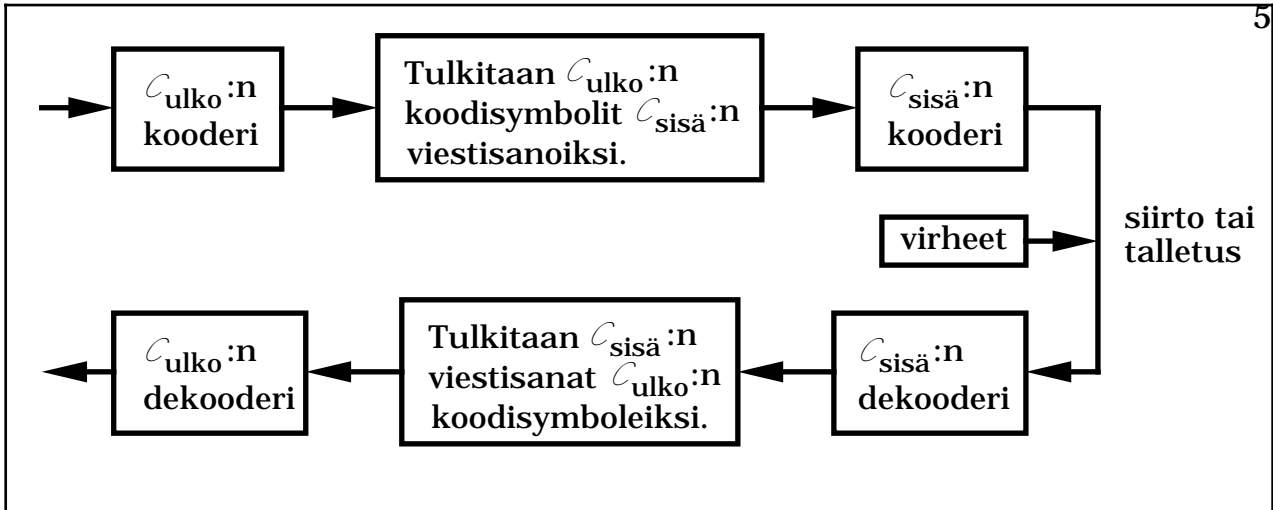 5
𝒞ulko:n
kooderi
Tulkitaan 𝒞ulko:n
koodisymbolit 𝒞sisä:n
viestisanoiksi.
𝒞sisä:n
kooderi
virheet
siirto tai
talletus
𝒞ulko:n
dekooderi
Tulkitaan 𝒞sisä:n
viestisanat 𝒞ulko:n
koodisymboleiksi.
𝒞sisä:n
dekooderi